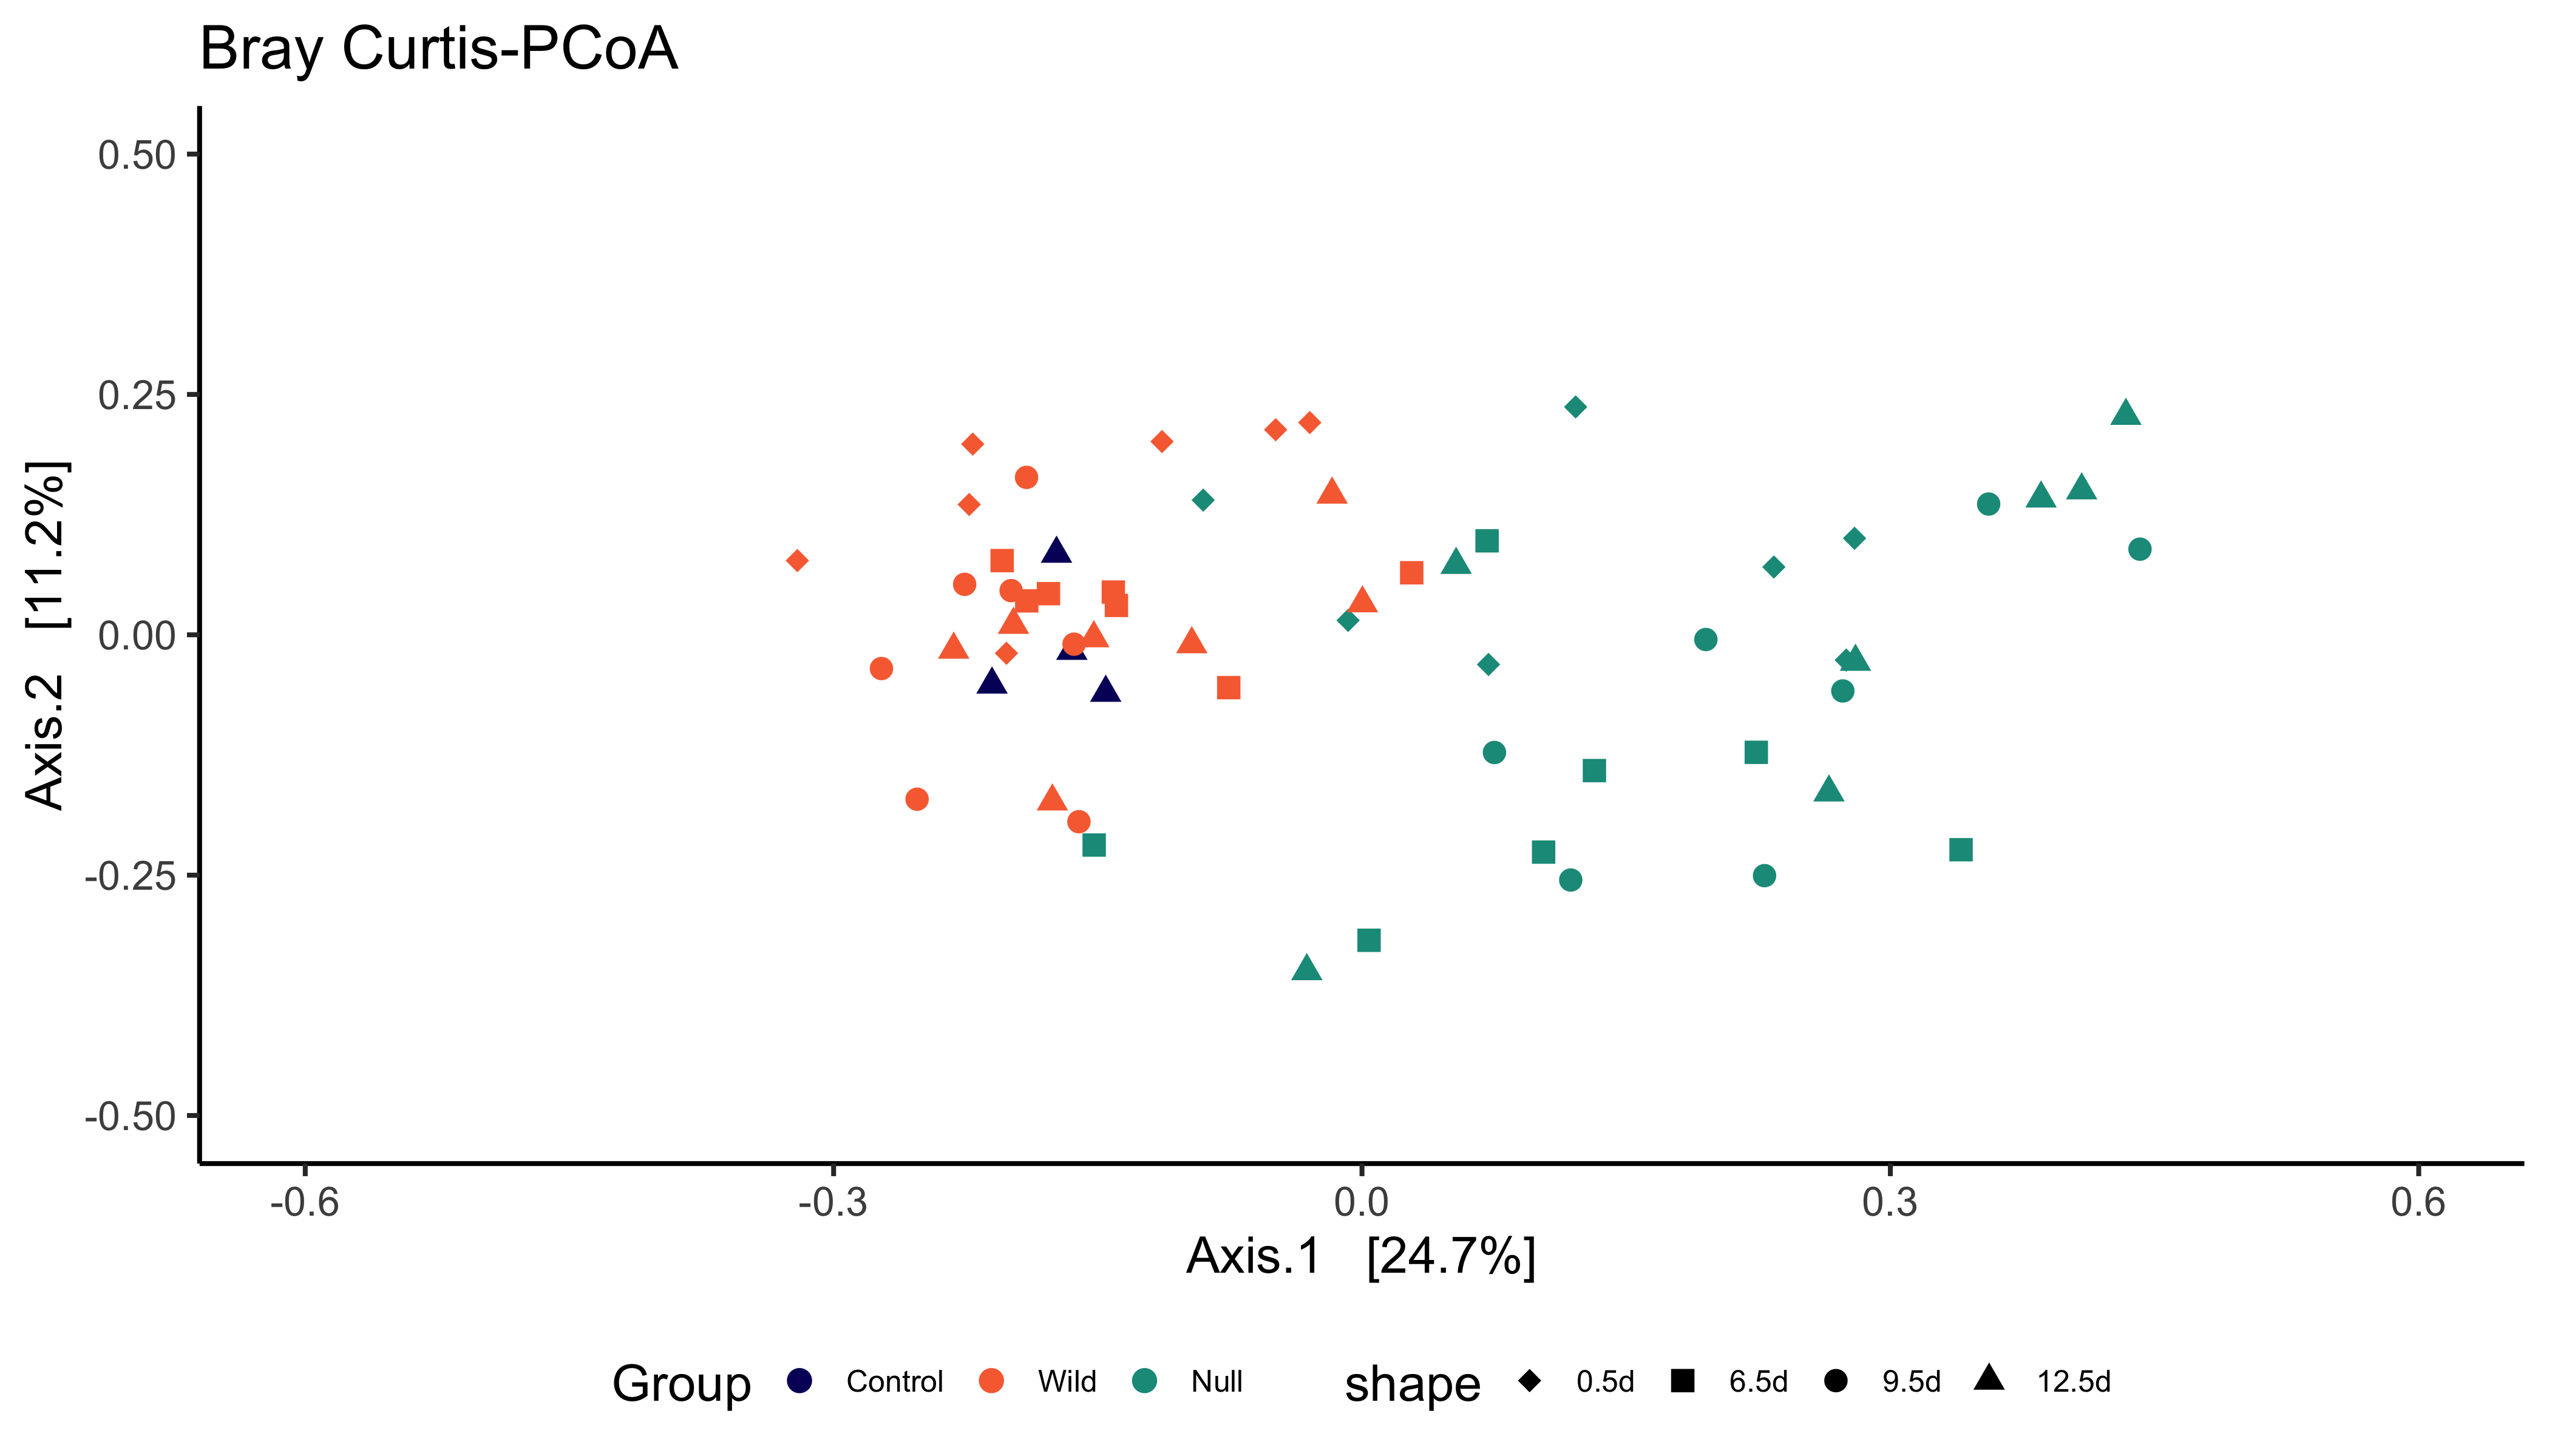 Bray Curtis-PCoA
0.50
0.25
0.00
-0.25
-0.50
Axis.2 [11.2%]
-0.6 -0.3 0.0 0.3 0.6
Axis.1 [24.7%]
Group Control Wild Null shape 0.5d 6.5d 9.5d 12.5d